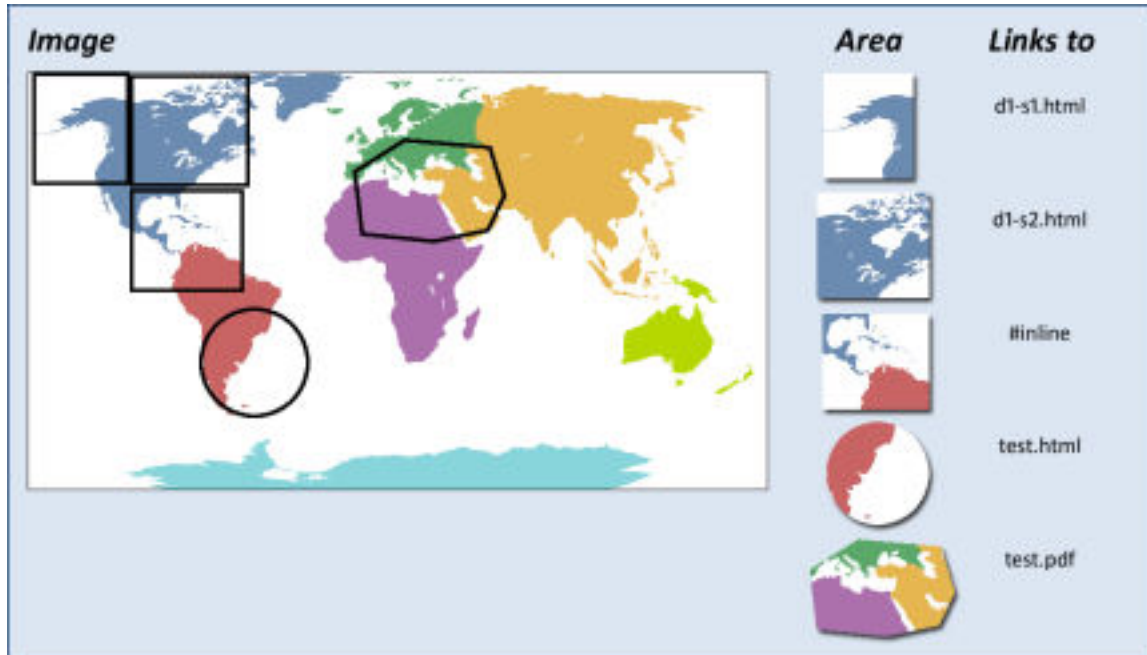 Image
Area
Links to
d1-s1.html
d1-s2.html
#inline
test.html
test.pdf